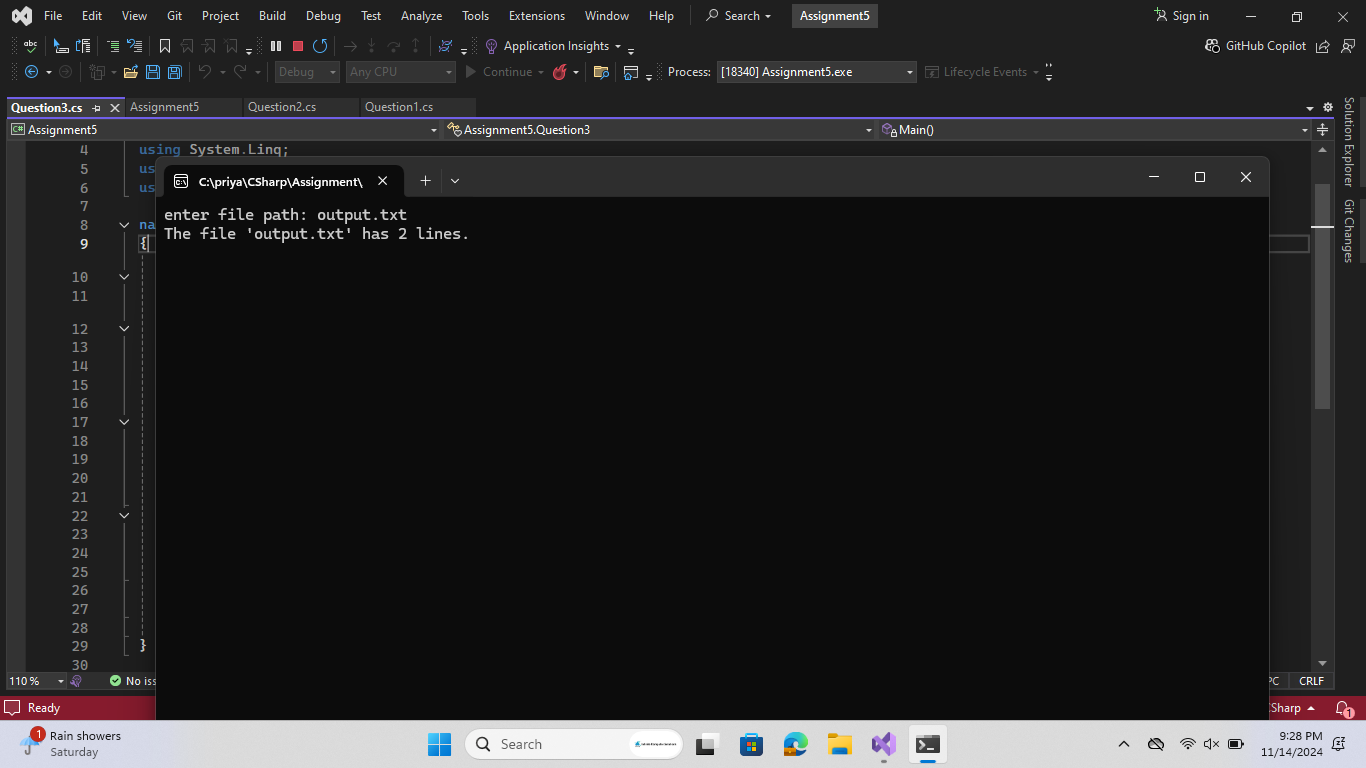 File Edit View Git Project Build Debug Test Analyze Tools Extensions Window Help Search Assignment5 Sign in
abc Application Insights GitHub Copilot
Debug Any CPU Continue Process: [18340] Assignment5.exe Lifecycle Events
Question3.cs Assignment5 Question2.cs Question1.cs
C# Assignment5 Assignment5.Question3 Main()
Solution Explorer
Git Changes
4 using System.Linq;
5 us
6 us
7
8 na
9 {
10
11
12
13
14
15
16
17
18
19
20
21
22
23
24
25
26
27
28
29 }
30
C:\priya\CSharp\Assignment\
enter file path: output.txt
The file 'output.txt' has 2 lines.
110 % No iss PC CRLF
Ready CSharp 1
1 Rain showers
Saturday
Search
9:28 PM
11/14/2024